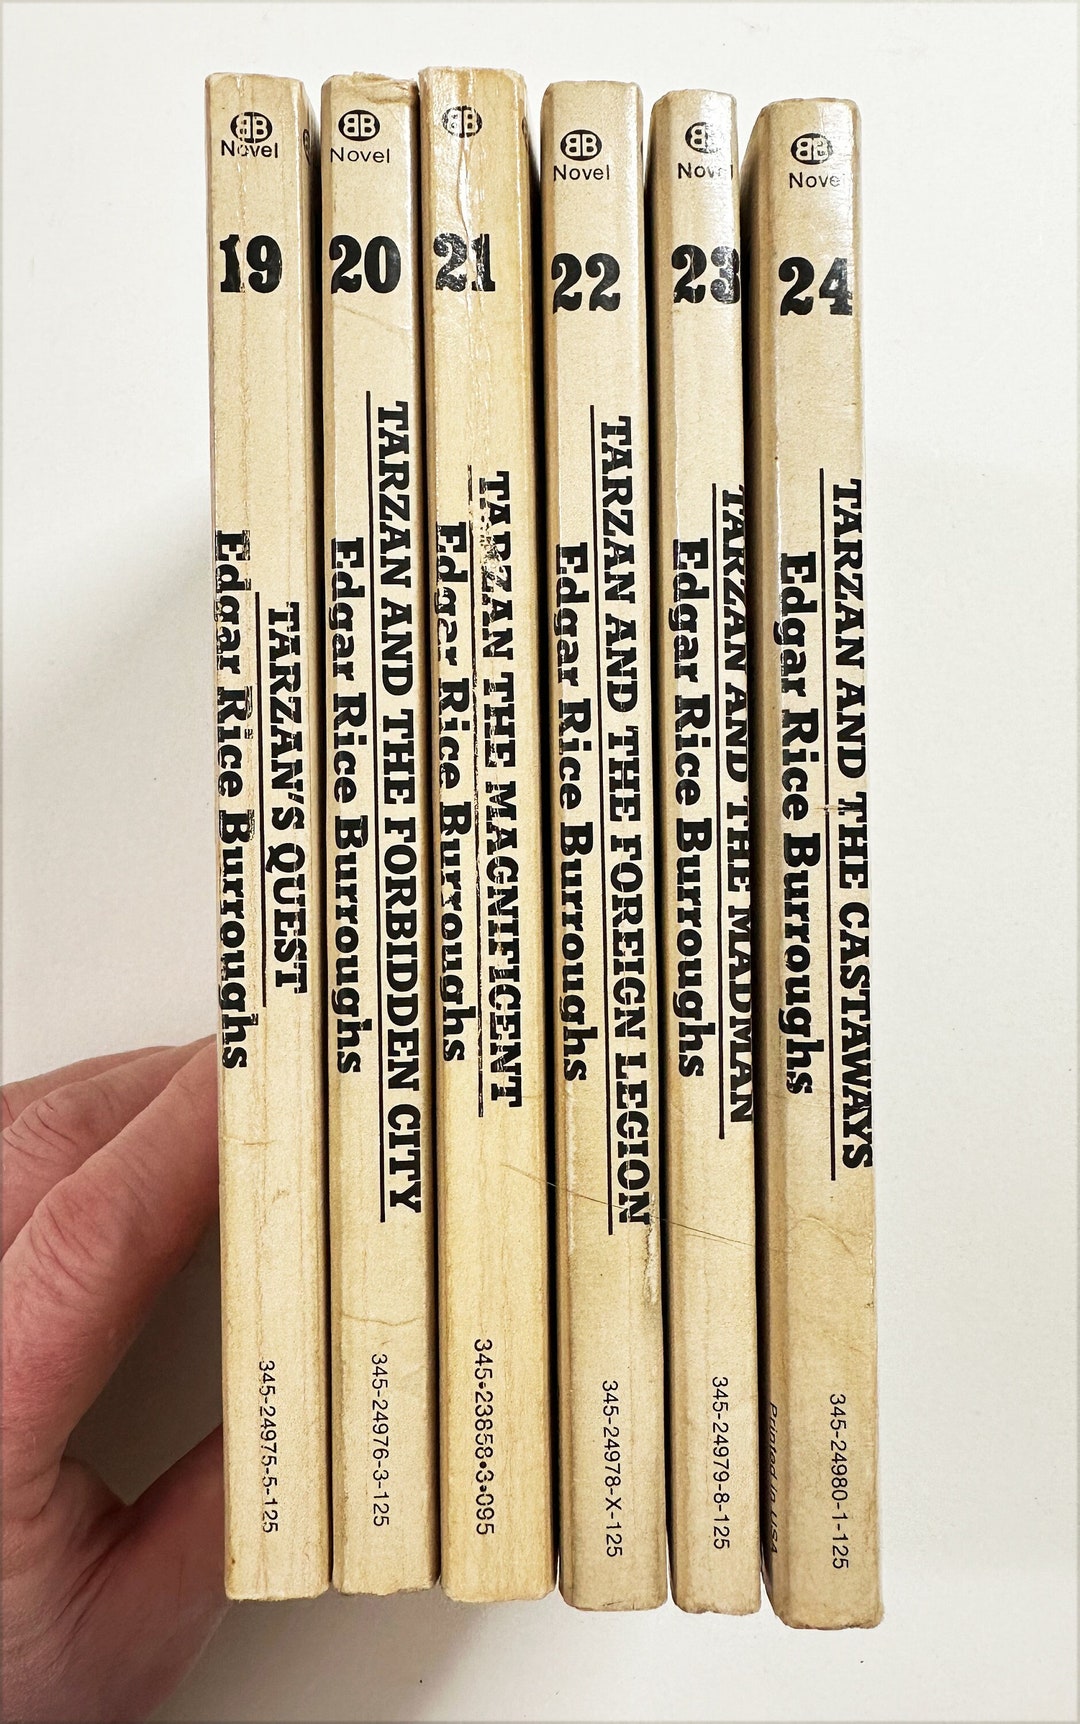 BB
Novel
19
TARZAN'S QUEST
Edgar Rice Burroughs
345-24975-5-125
BB
Novel
20
TARZAN AND THE FORBIDDEN CITY
Edgar Rice Burroughs
345-24976-3-125
BB
21
TARZAN THE MAGNIFICENT
Edgar Rice Burroughs
345•23858•3•095
BB
Novel
22
TARZAN AND THE FOREIGN LEGION
Edgar Rice Burroughs
345-24978-X-125
BB
Novel
23
TARZAN AND THE MADMAN
Edgar Rice Burroughs
345-24979-8-125
BB
Novel
24
TARZAN AND THE CASTAWAYS
Edgar Rice Burroughs
Printed in USA
345-24980-1-125